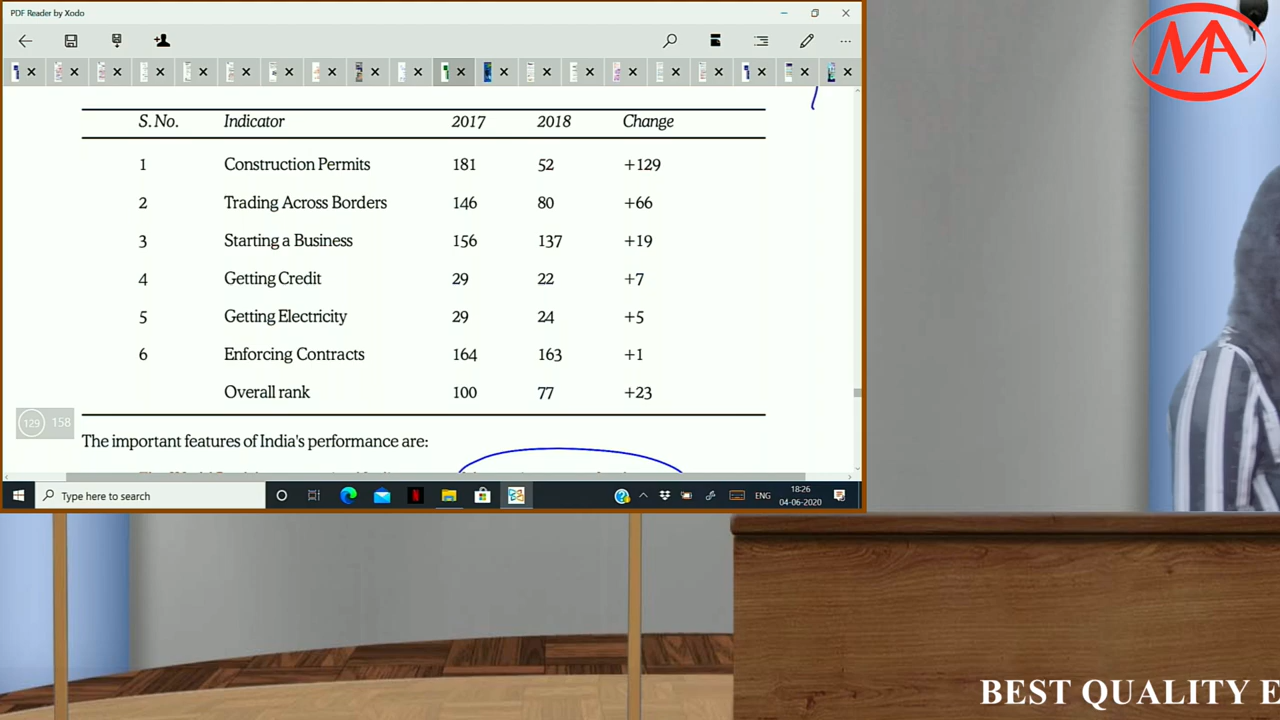 PDF Reader by Xodo
S. No. Indicator 2017 2018 Change
1 Construction Permits 181 52 +129
2 Trading Across Borders 146 80 +66
3 Starting a Business 156 137 +19
4 Getting Credit 29 22 +7
5 Getting Electricity 29 24 +5
6 Enforcing Contracts 164 163 +1
Overall rank 100 77 +23
129 158
The important features of India's performance are:
Type here to search
ENG
18:26
04-06-2020
MA
BEST QUALITY E